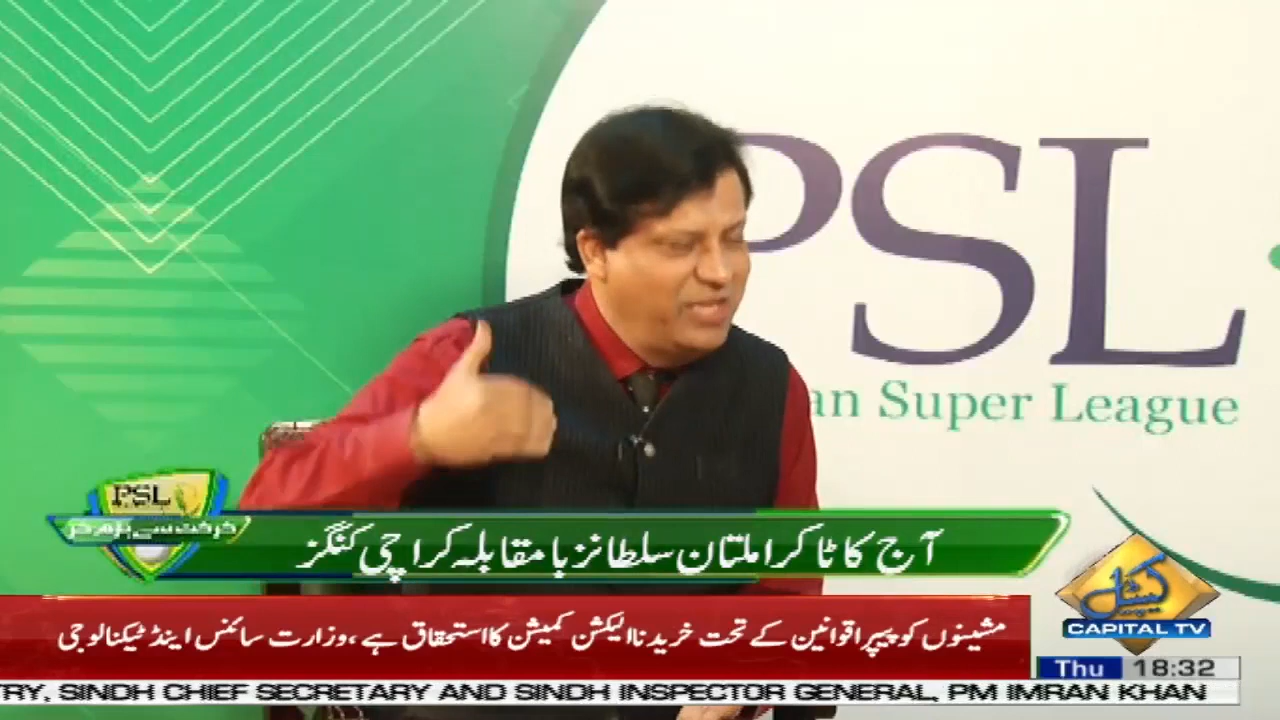 PSL
an Super League
PSL
کرکٹ سے بڑھ کر
آج کا ٹاکرا ملتان سلطانز بامقابلہ کراچی کنگز
مشینوں کو پیپرا قوانین کے تحت خریدنا الیکشن کمیشن کا استحقاق ہے ، وزارت سائنس اینڈ ٹیکنالوجی
کیپیٹل
CAPITAL TV
Thu 18:32
TRY, SINDH CHIEF SECRETARY AND SINDH INSPECTOR GENERAL, PM IMRAN KHAN